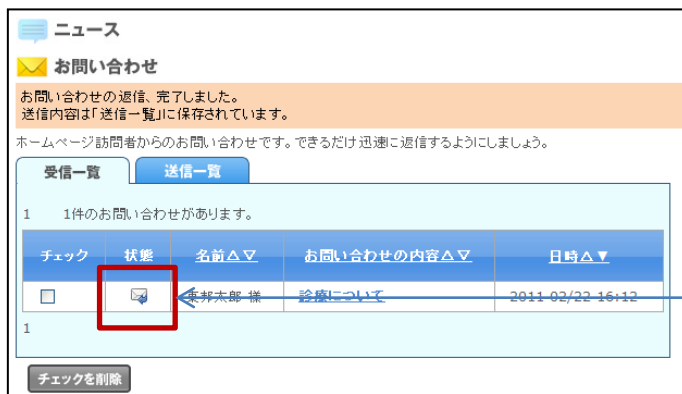 ニュース
お問い合わせ
お問い合わせの返信、完了しました。
送信内容は「送信一覧」に保存されています。
ホームページ訪問者からのお問い合わせです。できるだけ迅速に返信するようにしましょう。
受信一覧 送信一覧
1 1件のお問い合わせがあります。
チェック 状態 名前△▽ お問い合わせの内容△▽ 日時△▼
東邦太郎 様 診療について 2011-02/22 16:12
1
チェックを削除